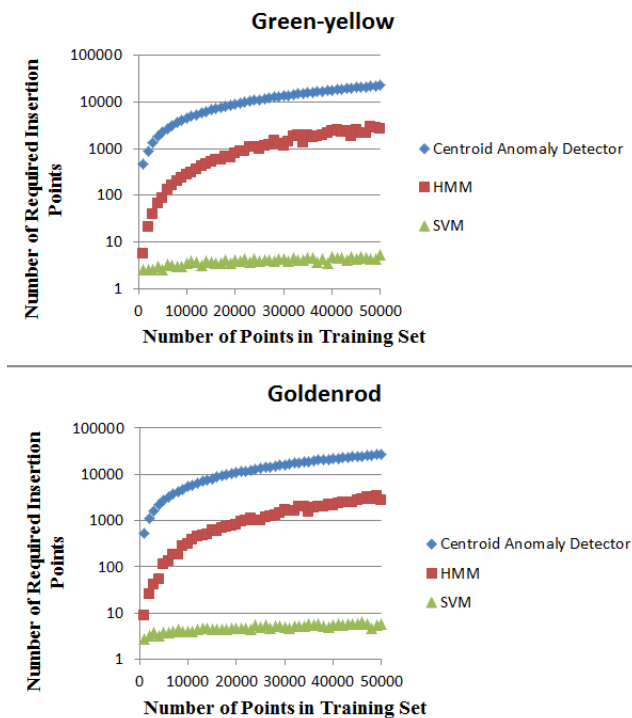 Green-yellow
Number of Required Insertion
Points
100000
10000
1000
100
10
1
0 10000 20000 30000 40000 50000
Number of Points in Training Set
Centroid Anomaly Detector
HMM
SVM
Goldenrod
Number of Required Insertion
Points
100000
10000
1000
100
10
1
0 10000 20000 30000 40000 50000
Number of Points in Training Set
Centroid Anomaly Detector
HMM
SVM